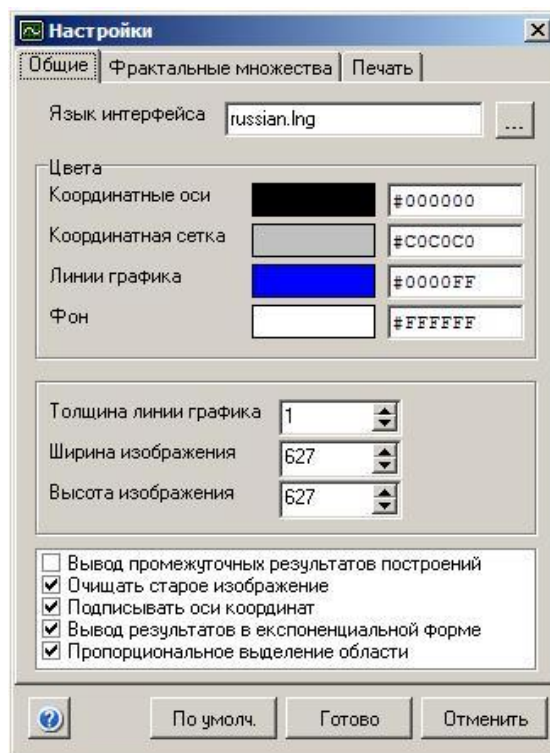 Настройки
Общие Фрактальные множества Печать
Язык интерфейса russian.lng ...
Цвета
Координатные оси #000000
Координатная сетка #C0C0C0
Линии графика #0000FF
Фон #FFFFFF
Толщина линии графика 1
Ширина изображения 627
Высота изображения 627
Вывод промежуточных результатов построений
Очищать старое изображение
Подписывать оси координат
Вывод результатов в експоненциальной форме
Пропорциональное выделение области
? По умолч. Готово Отменить